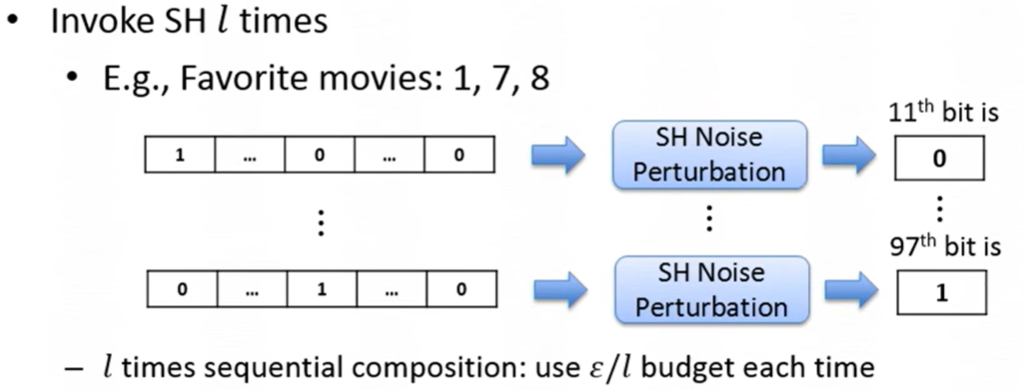 • Invoke SH l times
• E.g., Favorite movies: 1, 7, 8
11th bit is
1 ... 0 ... 0
SH Noise
Perturbation
0
⋮ ⋮ ⋮
97th bit is
0 ... 1 ... 0
SH Noise
Perturbation
1
– l times sequential composition: use ε/l budget each time